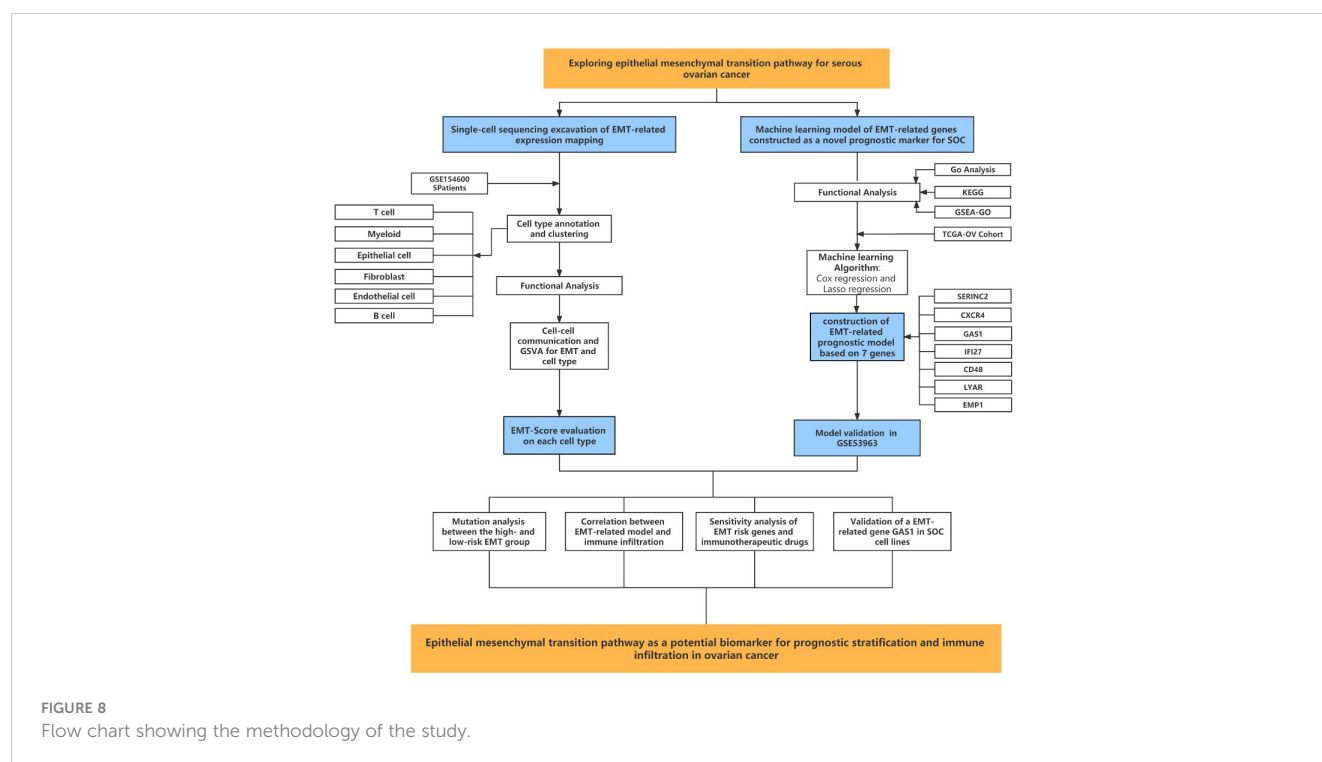 Exploring epithelial mesenchymal transition pathway for serous
ovarian cancer
Single-cell sequencing excavation of EMT-related
expression mapping
Machine learning model of EMT-related genes
constructed as a novel prognostic marker for SOC
GSE154600
5Patients
T cell
Myeloid
Epithelial cell
Fibroblast
Endothelial cell
B cell
Cell type annotation
and clustering
Functional Analysis
Cell-cell
communication and
GSVA for EMT and
cell type
EMT-Score evaluation
on each cell type
Go Analysis
KEGG
GSEA-GO
Functional Analysis
TCGA-OV Cohort
Machine learning
Algorithm:
Cox regression and
Lasso regression
construction of
EMT-related
prognostic model
based on 7 genes
SERINC2
CXCR4
GAS1
IFI27
CD48
LYAR
EMP1
Model validation in
GSE53963
Mutation analysis
between the high- and
low-risk EMT group
Correlation between
EMT-related model and
immune infiltration
Sensitivity analysis of
EMT risk genes and
immunotherapeutic drugs
Validation of a EMT-
related gene GAS1 in SOC
cell lines
Epithelial mesenchymal transition pathway as a potential biomarker for prognostic stratification and immune
infiltration in ovarian cancer
FIGURE 8
Flow chart showing the methodology of the study.